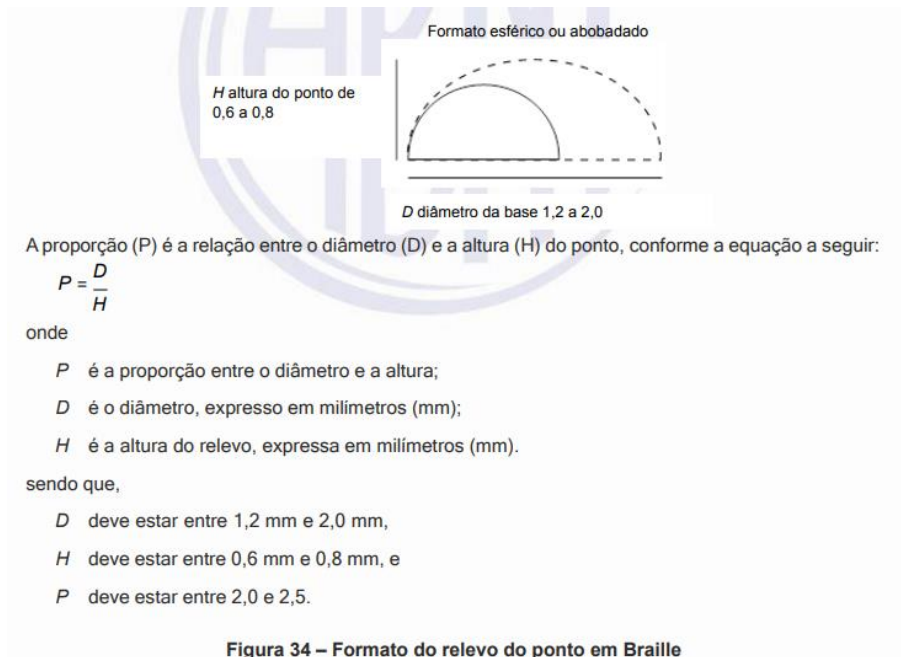 Formato esférico ou abobadado
H altura do ponto de
0,6 a 0,8
D diâmetro da base 1,2 a 2,0
A proporção (P) é a relação entre o diâmetro (D) e a altura (H) do ponto, conforme a equação a seguir:
P = D/H
onde
P é a proporção entre o diâmetro e a altura;
D é o diâmetro, expresso em milímetros (mm);
H é a altura do relevo, expressa em milímetros (mm).
sendo que,
D deve estar entre 1,2 mm e 2,0 mm,
H deve estar entre 0,6 mm e 0,8 mm, e
P deve estar entre 2,0 e 2,5.
Figura 34 – Formato do relevo do ponto em Braille